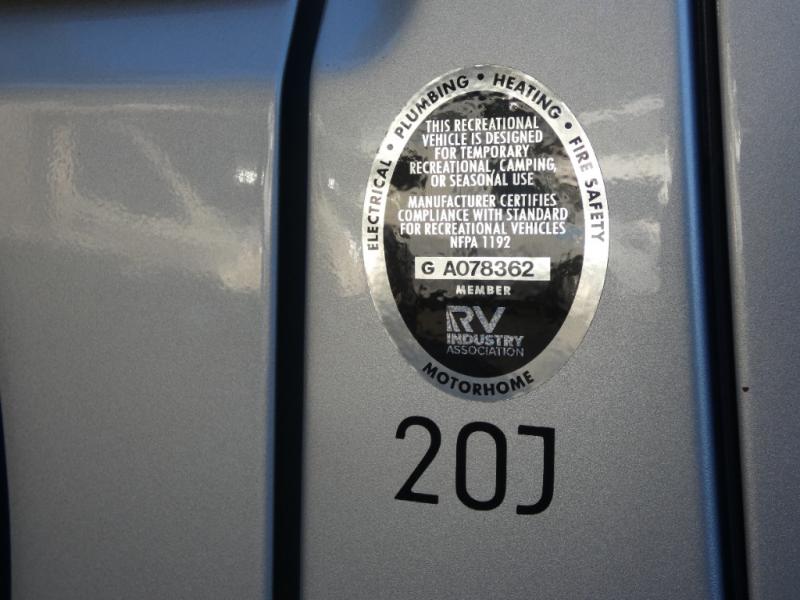 ELECTRICAL • PLUMBING • HEATING • FIRE SAFETY
THIS RECREATIONAL
VEHICLE IS DESIGNED
FOR TEMPORARY
RECREATIONAL, CAMPING,
OR SEASONAL USE
MANUFACTURER CERTIFIES
COMPLIANCE WITH STANDARD
FOR RECREATIONAL VEHICLES
NFPA 1192
G A078362
MEMBER
RV
INDUSTRY
ASSOCIATION
MOTORHOME
20J